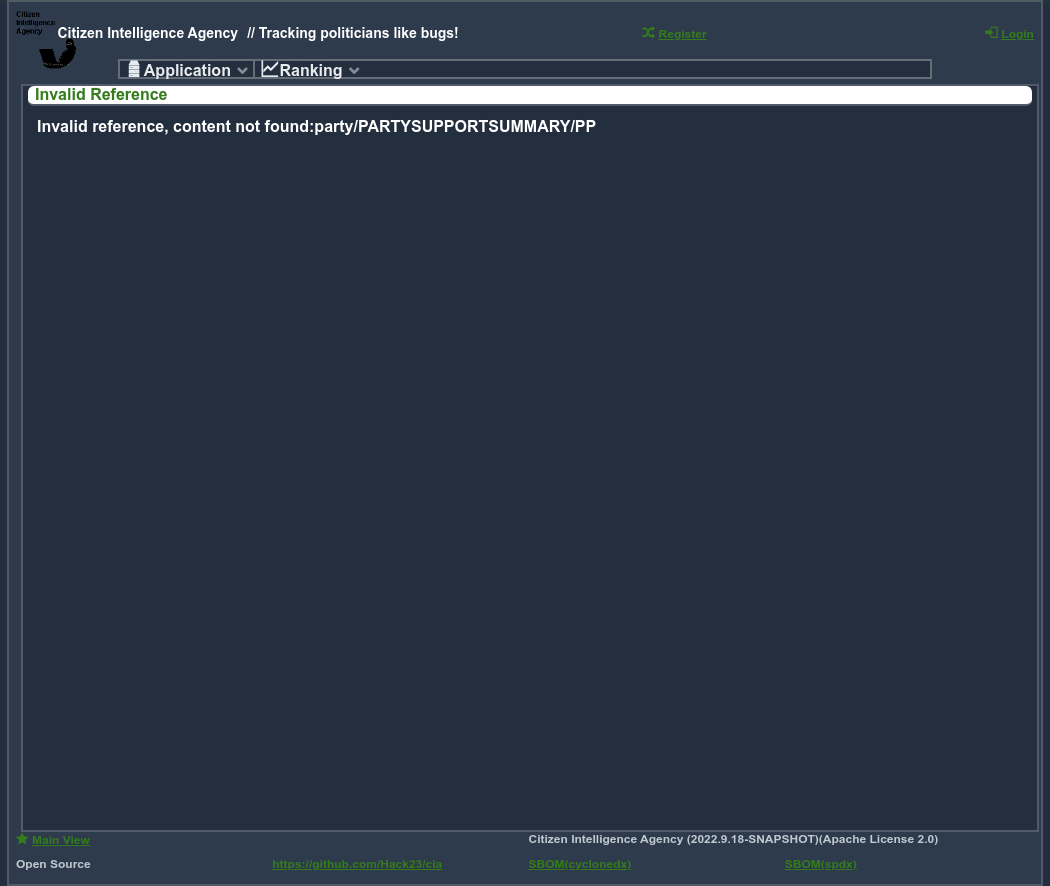 Citizen
Intelligence
Agency
Citizen Intelligence Agency // Tracking politicians like bugs!
Register
Login
Application
Ranking
Invalid Reference
Invalid reference, content not found:party/PARTYSUPPORTSUMMARY/PP
Main View
Citizen Intelligence Agency (2022.9.18-SNAPSHOT)(Apache License 2.0)
Open Source
https://github.com/Hack23/cia
SBOM(cyclonedx)
SBOM(spdx)